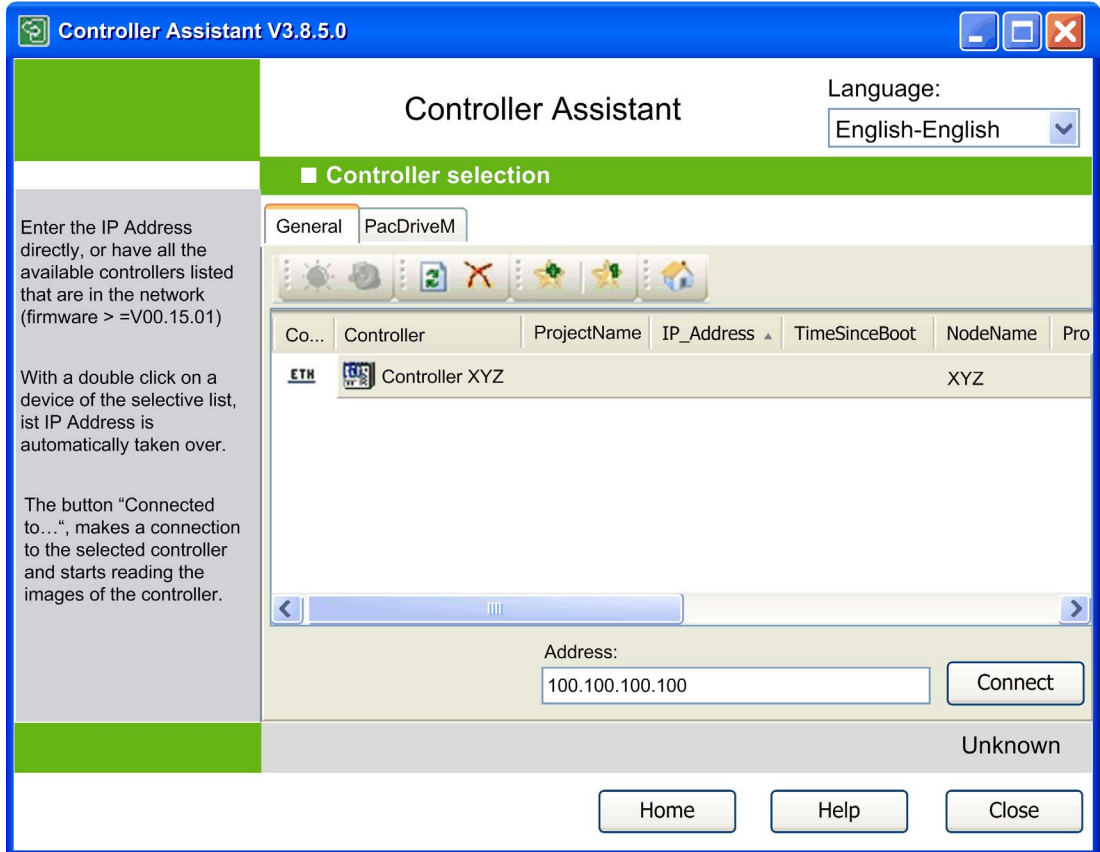 Controller Assistant V3.8.5.0
Controller Assistant
Language:
English-English
Controller selection
Enter the IP Address
directly, or have all the
available controllers listed
that are in the network
(firmware > =V00.15.01)
With a double click on a
device of the selective list,
ist IP Address is
automatically taken over.
The button “Connected
to…“, makes a connection
to the selected controller
and starts reading the
images of the controller.
General PacDriveM
Co... Controller ProjectName IP_Address TimeSinceBoot NodeName Pro
ETH Controller XYZ XYZ
Address:
100.100.100.100 Connect
Unknown
Home Help Close